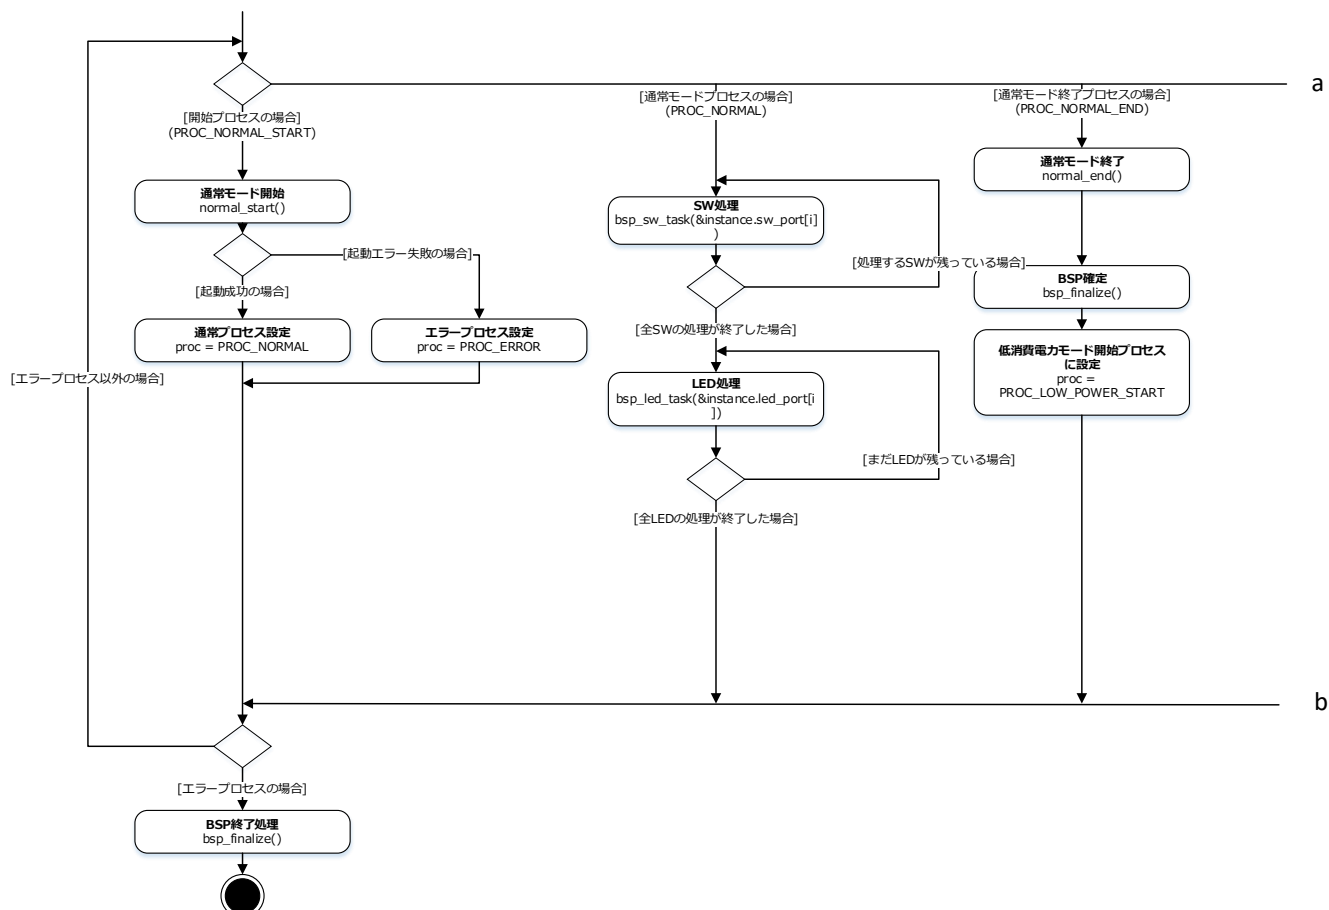 a
[開始プロセスの場合]
(PROC_NORMAL_START)
[通常モードプロセスの場合]
(PROC_NORMAL)
[通常モード終了プロセスの場合]
(PROC_NORMAL_END)
通常モード開始
normal_start()
[起動エラー失敗の場合]
[起動成功の場合]
通常プロセス設定
proc = PROC_NORMAL
エラープロセス設定
proc = PROC_ERROR
[エラープロセス以外の場合]
SW処理
bsp_sw_task(&instance.sw_port[i]
)
[処理するSWが残っている場合]
[全SWの処理が終了した場合]
LED処理
bsp_led_task(&instance.led_port[i
])
[まだLEDが残っている場合]
[全LEDの処理が終了した場合]
通常モード終了
normal_end()
BSP確定
bsp_finalize()
低消費電力モード開始プロセス
に設定
proc =
PROC_LOW_POWER_START
b
[エラープロセスの場合]
BSP終了処理
bsp_finalize()